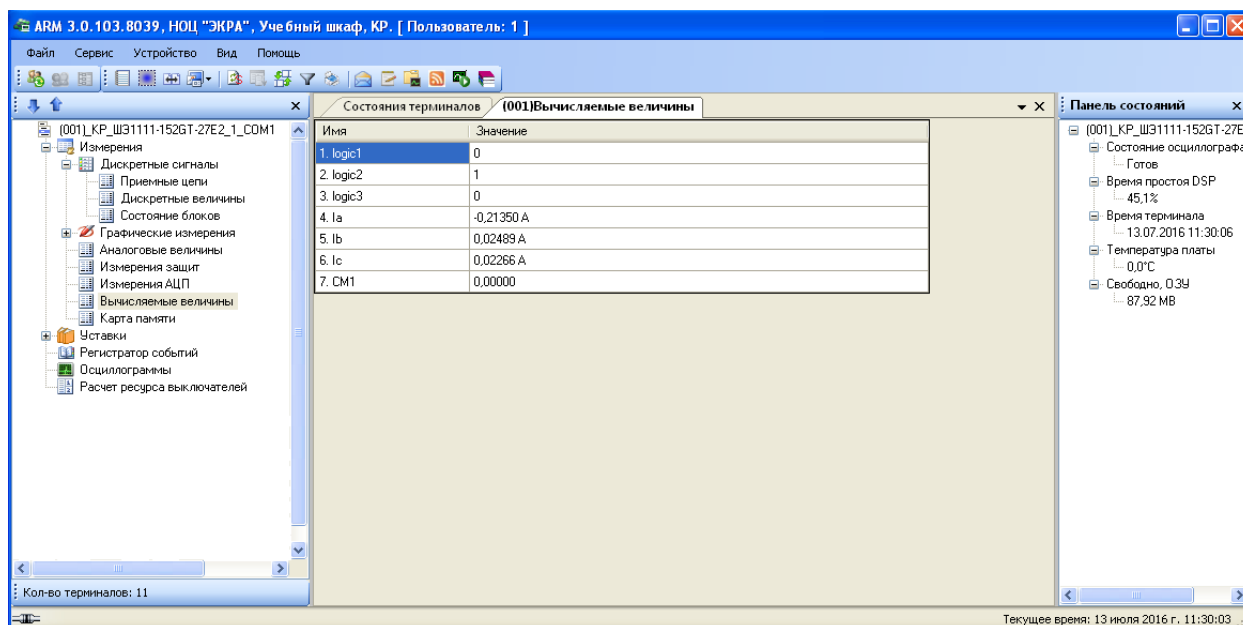 ARM 3.0.103.8039, НОЦ "ЭКРА", Учебный шкаф, KP. [ Пользователь: 1 ]
Файл Сервис Устройство Вид Помощь
(001)_KP_ШЭ1111-152GT-27E2_1_COM1
Измерения
Дискретные сигналы
Приемные цепи
Дискретные величины
Состояние блоков
Графические измерения
Аналоговые величины
Измерения защит
Измерения АЦП
Вычисляемые величины
Карта памяти
Уставки
Регистратор событий
Осциллограммы
Расчет ресурса выключателей
Кол-во терминалов: 11
Состояния терминалов (001)Вычисляемые величины
Имя Значение
1. logic1 0
2. logic2 1
3. logic3 0
4. Ia -0,21350 A
5. Ib 0,02489 A
6. Ic 0,02266 A
7. CM1 0,00000
Панель состояний
(001)_KP_ШЭ1111-152GT-27E
Состояние осциллографа
Готов
Время простоя DSP
45,1%
Время терминала
13.07.2016 11:30:06
Температура платы
0,0°C
Свободно, ОЗУ
87,92 MB
Текущее время: 13 июля 2016 г. 11:30:03